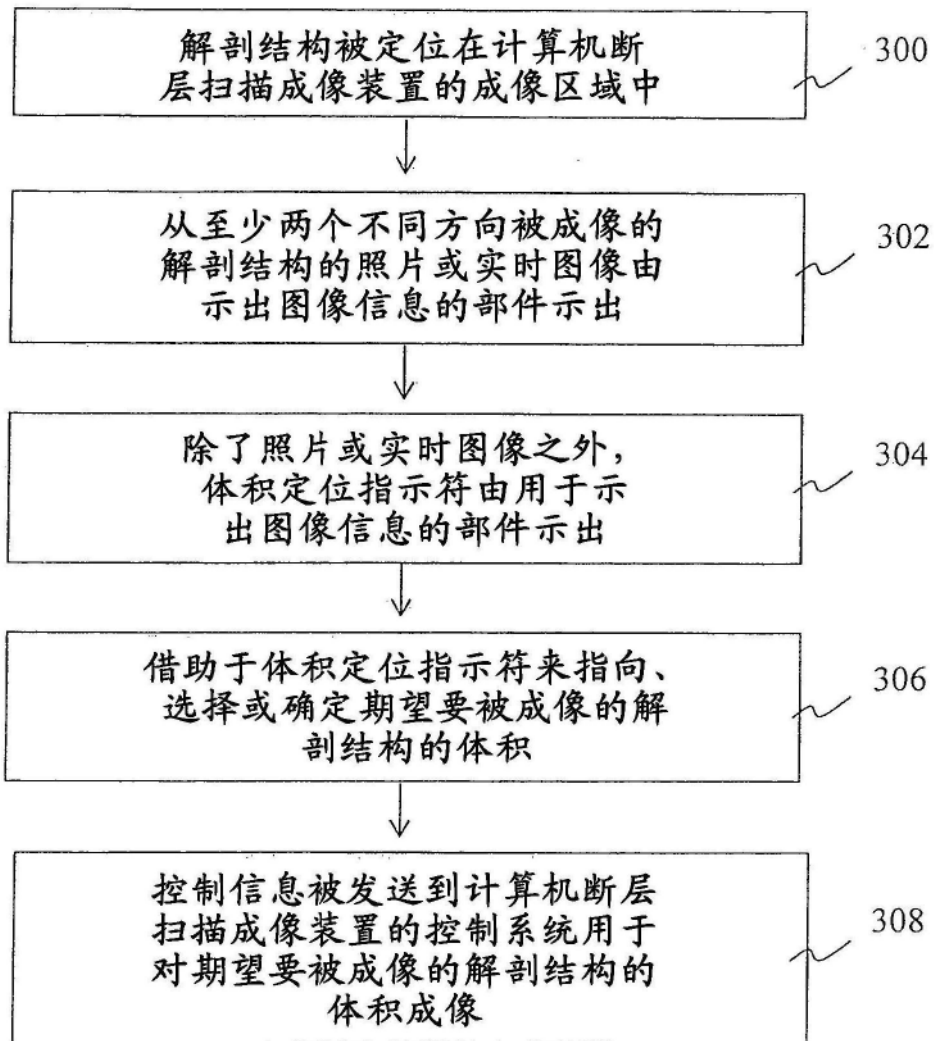 解剖结构被定位在计算机断
层扫描成像装置的成像区域中
300
从至少两个不同方向被成像的
解剖结构的照片或实时图像由
示出图像信息的部件示出
302
除了照片或实时图像之外，
体积定位指示符由用于示
出图像信息的部件示出
304
借助于体积定位指示符来指向、
选择或确定期望要被成像的解
剖结构的体积
306
控制信息被发送到计算机断层
扫描成像装置的控制系统用于
对期望要被成像的解剖结构的
体积成像
308